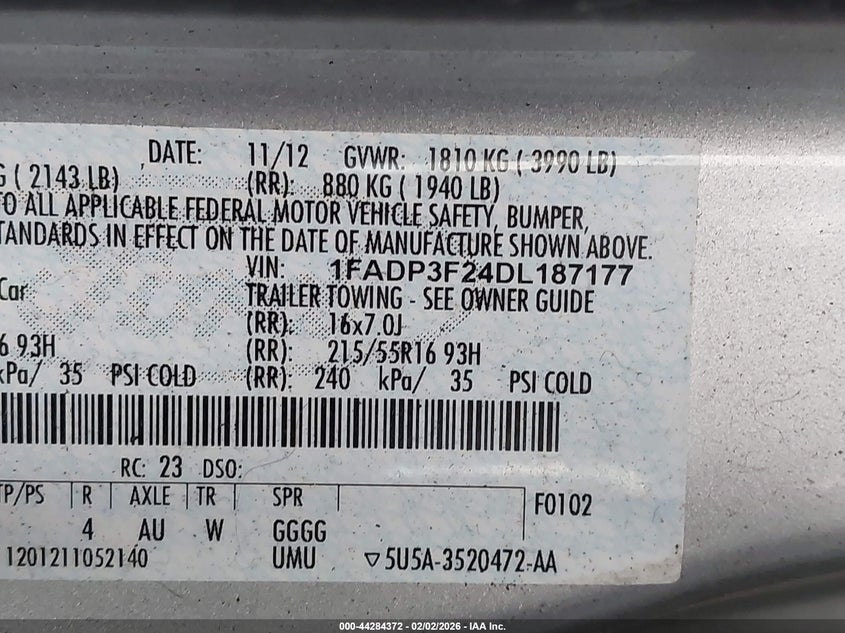 DATE: 11/12 GVWR: 1810 KG ( 3990 LB)
G ( 2143 LB) (RR): 880 KG ( 1940 LB)
TO ALL APPLICABLE FEDERAL MOTOR VEHICLE SAFETY, BUMPER,
TANDARDS IN EFFECT ON THE DATE OF MANUFACTURE SHOWN ABOVE.
VIN: 1FADP3F24DL187177
Car TRAILER TOWING - SEE OWNER GUIDE
(RR): 16x7.0J
6 93H (RR): 215/55R16 93H
kPa/ 35 PSI COLD (RR): 240 kPa/ 35 PSI COLD
RC: 23 DSO:
TP/PS R AXLE TR SPR F0102
4 AU W GGGG
1201211052140 UMU 5U5A-3520472-AA
000-44284372 - 02/02/2026 - IAA Inc.